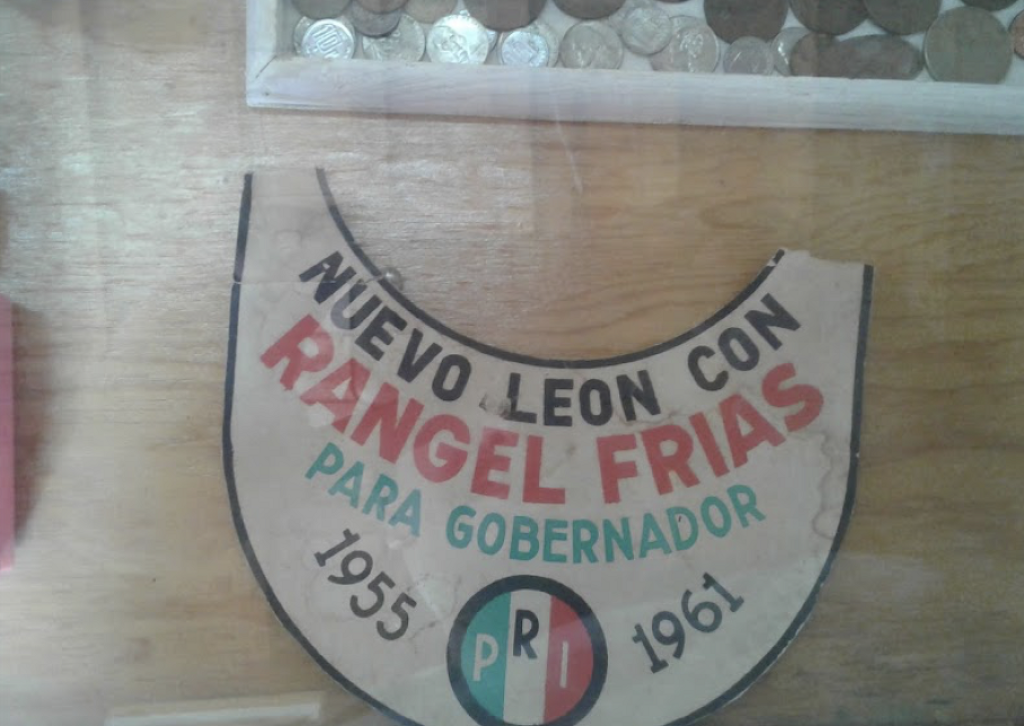 NUEVO LEON CON
RANGEL FRIAS
PARA GOBERNADOR
1955 1961
PRI